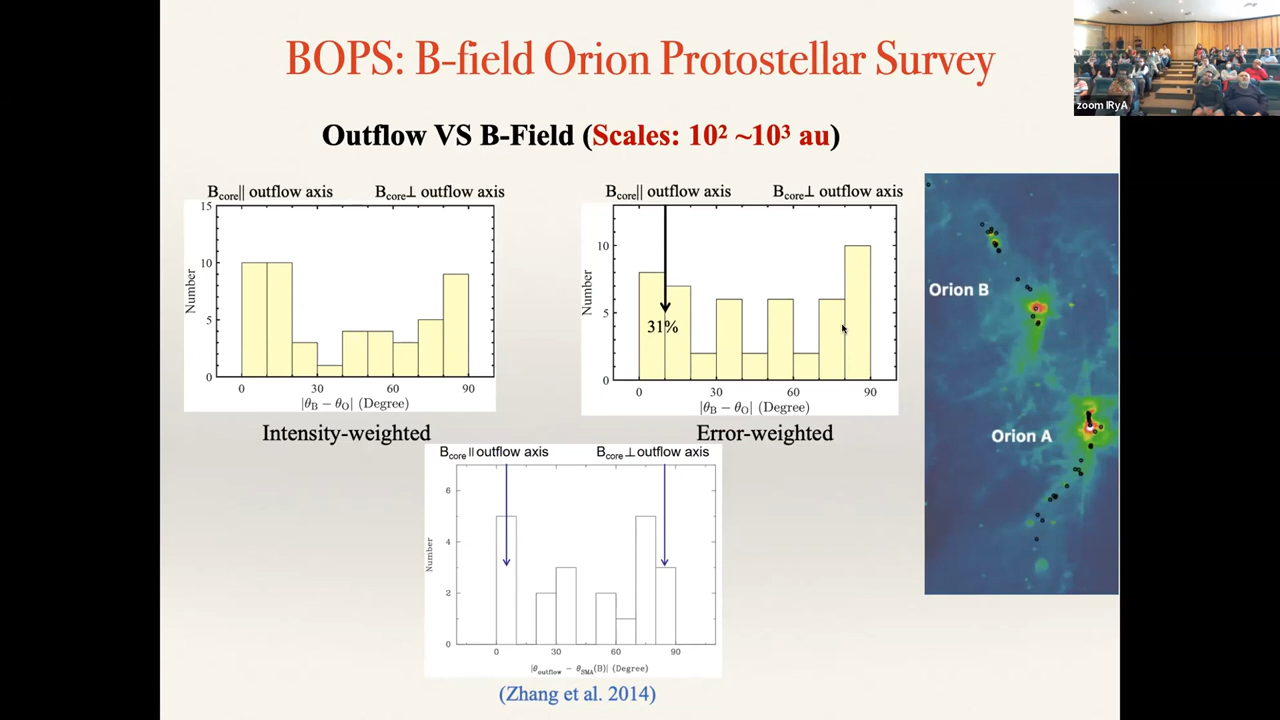 BOPS: B-field Orion Protostellar Survey
zoom IRyA
Outflow VS B-Field (Scales: 10² ~10³ au)
B_core|| outflow axis B_core⊥ outflow axis
15
10
5
0
Number
0 30 60 90
|θ_B − θ_O| (Degree)
Intensity-weighted
B_core|| outflow axis B_core⊥ outflow axis
10
5
0
Number
31%
0 30 60 90
|θ_B − θ_O| (Degree)
Error-weighted
Orion B
Orion A
B_core || outflow axis B_core ⊥ outflow axis
6
4
2
0
Number
0 30 60 90
|θ_outflow − θ_SMA(B)| (Degree)
(Zhang et al. 2014)